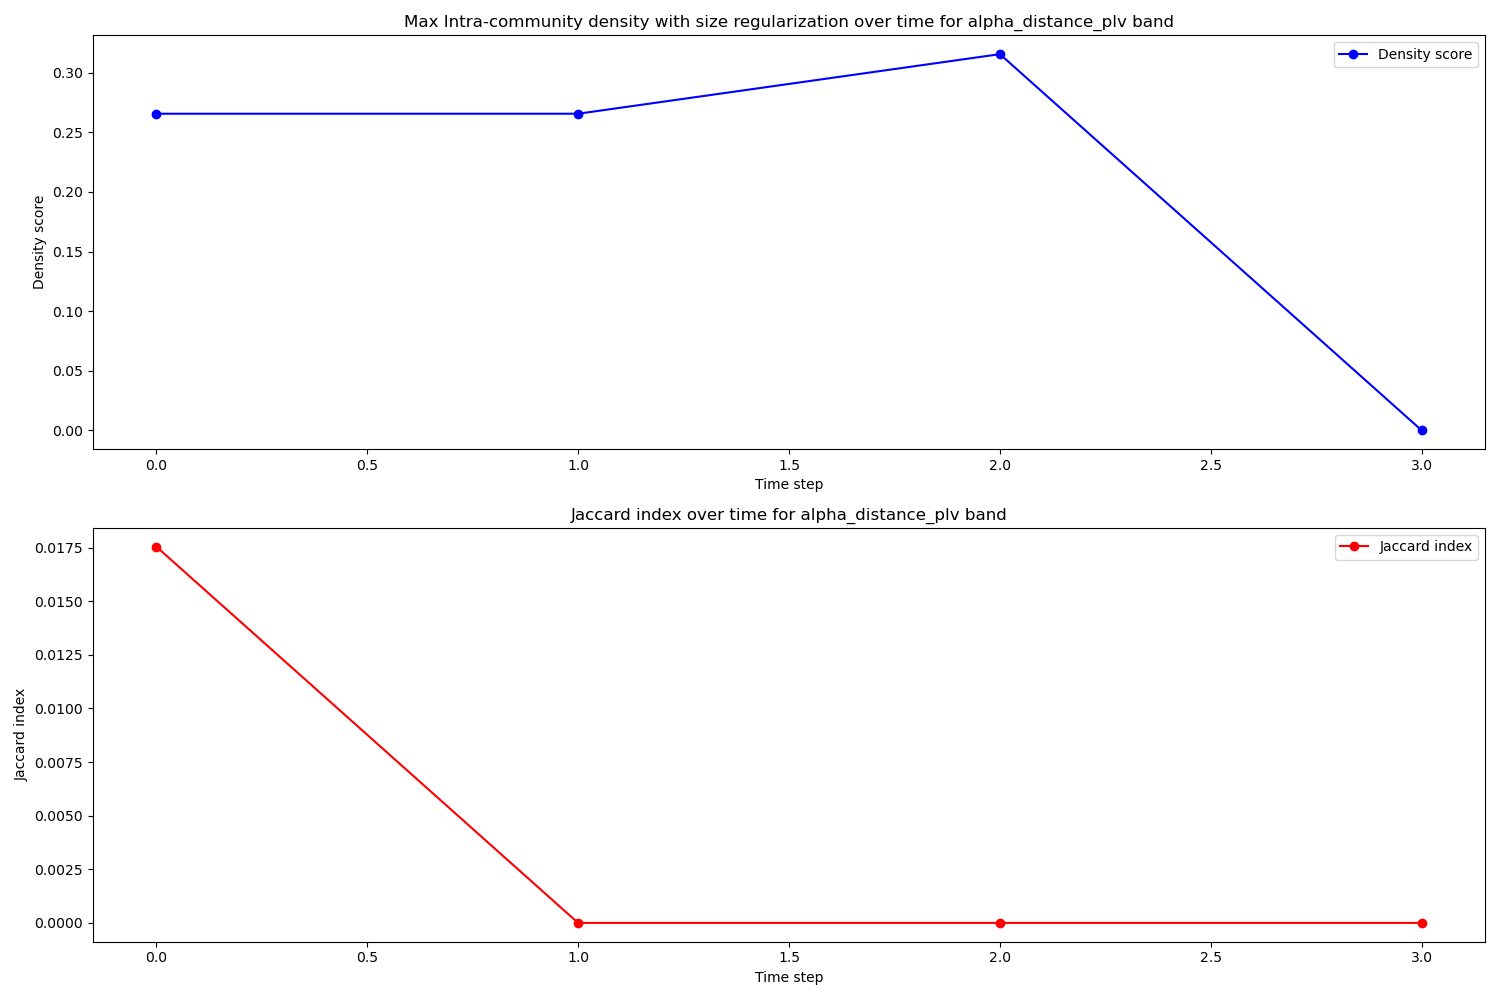 Max Intra-community density with size regularization over time for alpha_distance_plv band
Density score
0.30
0.25
0.20
0.15
0.10
0.05
0.00
Density score
0.0 0.5 1.0 1.5 2.0 2.5 3.0
Time step
Jaccard index over time for alpha_distance_plv band
Jaccard index
0.0175
0.0150
0.0125
0.0100
0.0075
0.0050
0.0025
0.0000
Jaccard index
0.0 0.5 1.0 1.5 2.0 2.5 3.0
Time step